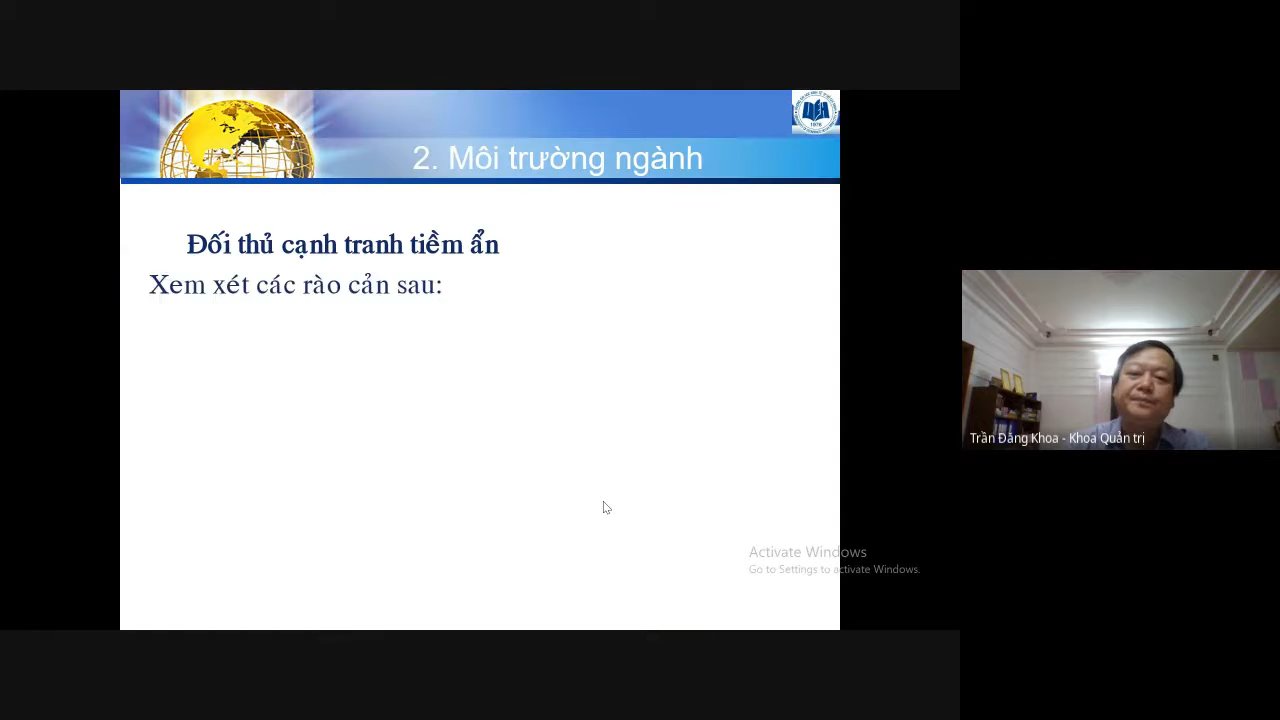 2. Môi trường ngành
Đối thủ cạnh tranh tiềm ẩn
Xem xét các rào cản sau:
Activate Windows
Go to Settings to activate Windows.
Trần Đăng Khoa - Khoa Quản trị
1976